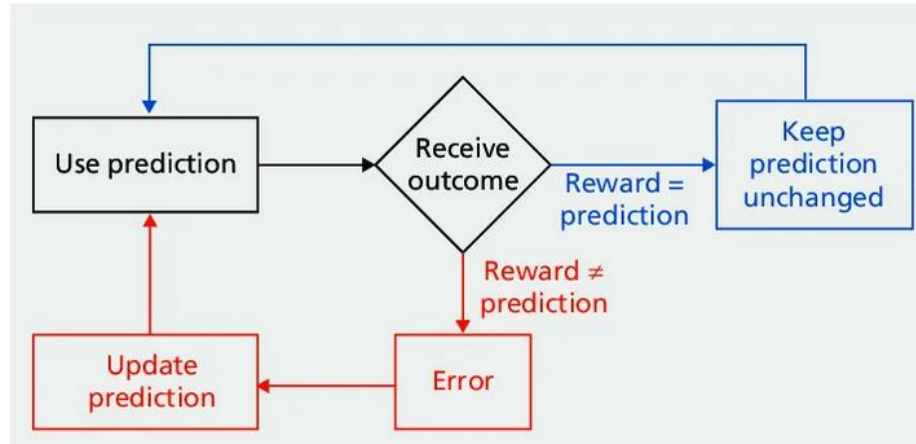 Use prediction
Receive
outcome
Reward =
prediction
Keep
prediction
unchanged
Reward ≠
prediction
Error
Update
prediction